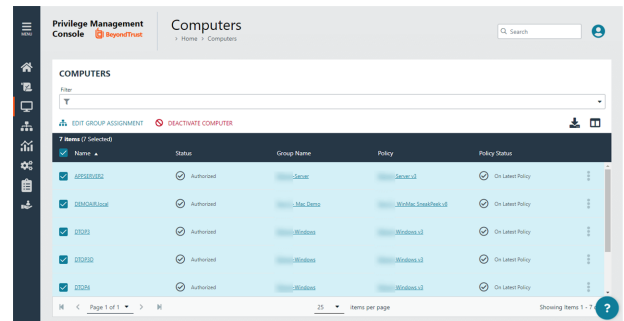 MENU
Privilege Management
Console BeyondTrust
Computers
Home Computers
Search
COMPUTERS
Filter
EDIT GROUP ASSIGNMENT DEACTIVATE COMPUTER
7 items (7 Selected)
Name Status Group Name Policy Policy Status
APPSERVER2 Authorized Server Server v3 On Latest Policy
DEMOAIR.local Authorized Mac Demo WinMac SneakPeek v8 On Latest Policy
DTOP1 Authorized Windows Windows v3 On Latest Policy
DTOP3D Authorized Windows Windows v3 On Latest Policy
DTOP4 Authorized Windows Windows v3 On Latest Policy
Page 1 of 1 25 items per page Showing Items 1 - 7
?